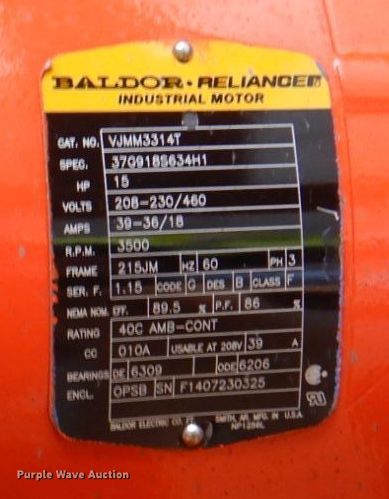 BALDOR · RELIANCE
INDUSTRIAL MOTOR
CAT. NO. VJMM3314T
SPEC. 37G918S634H1
HP 15
VOLTS 208-230/460
AMPS 39-36/18
R.P.M. 3500
FRAME 215JM HZ 60 PH 3
SER. F. 1.15 CODE G DES B CLASS F
NEMA NOM. EFF. 89.5 % P.F. 86 %
RATING 40C AMB-CONT
CC 010A USABLE AT 208V 39 A
BEARINGS DE 6309 ODE 6206
ENCL. OPSB SN F1407230325
BALDOR ELECTRIC CO. FT. SMITH, AR. MFG. IN U.S.A.
NP1256L
Purple Wave Auction